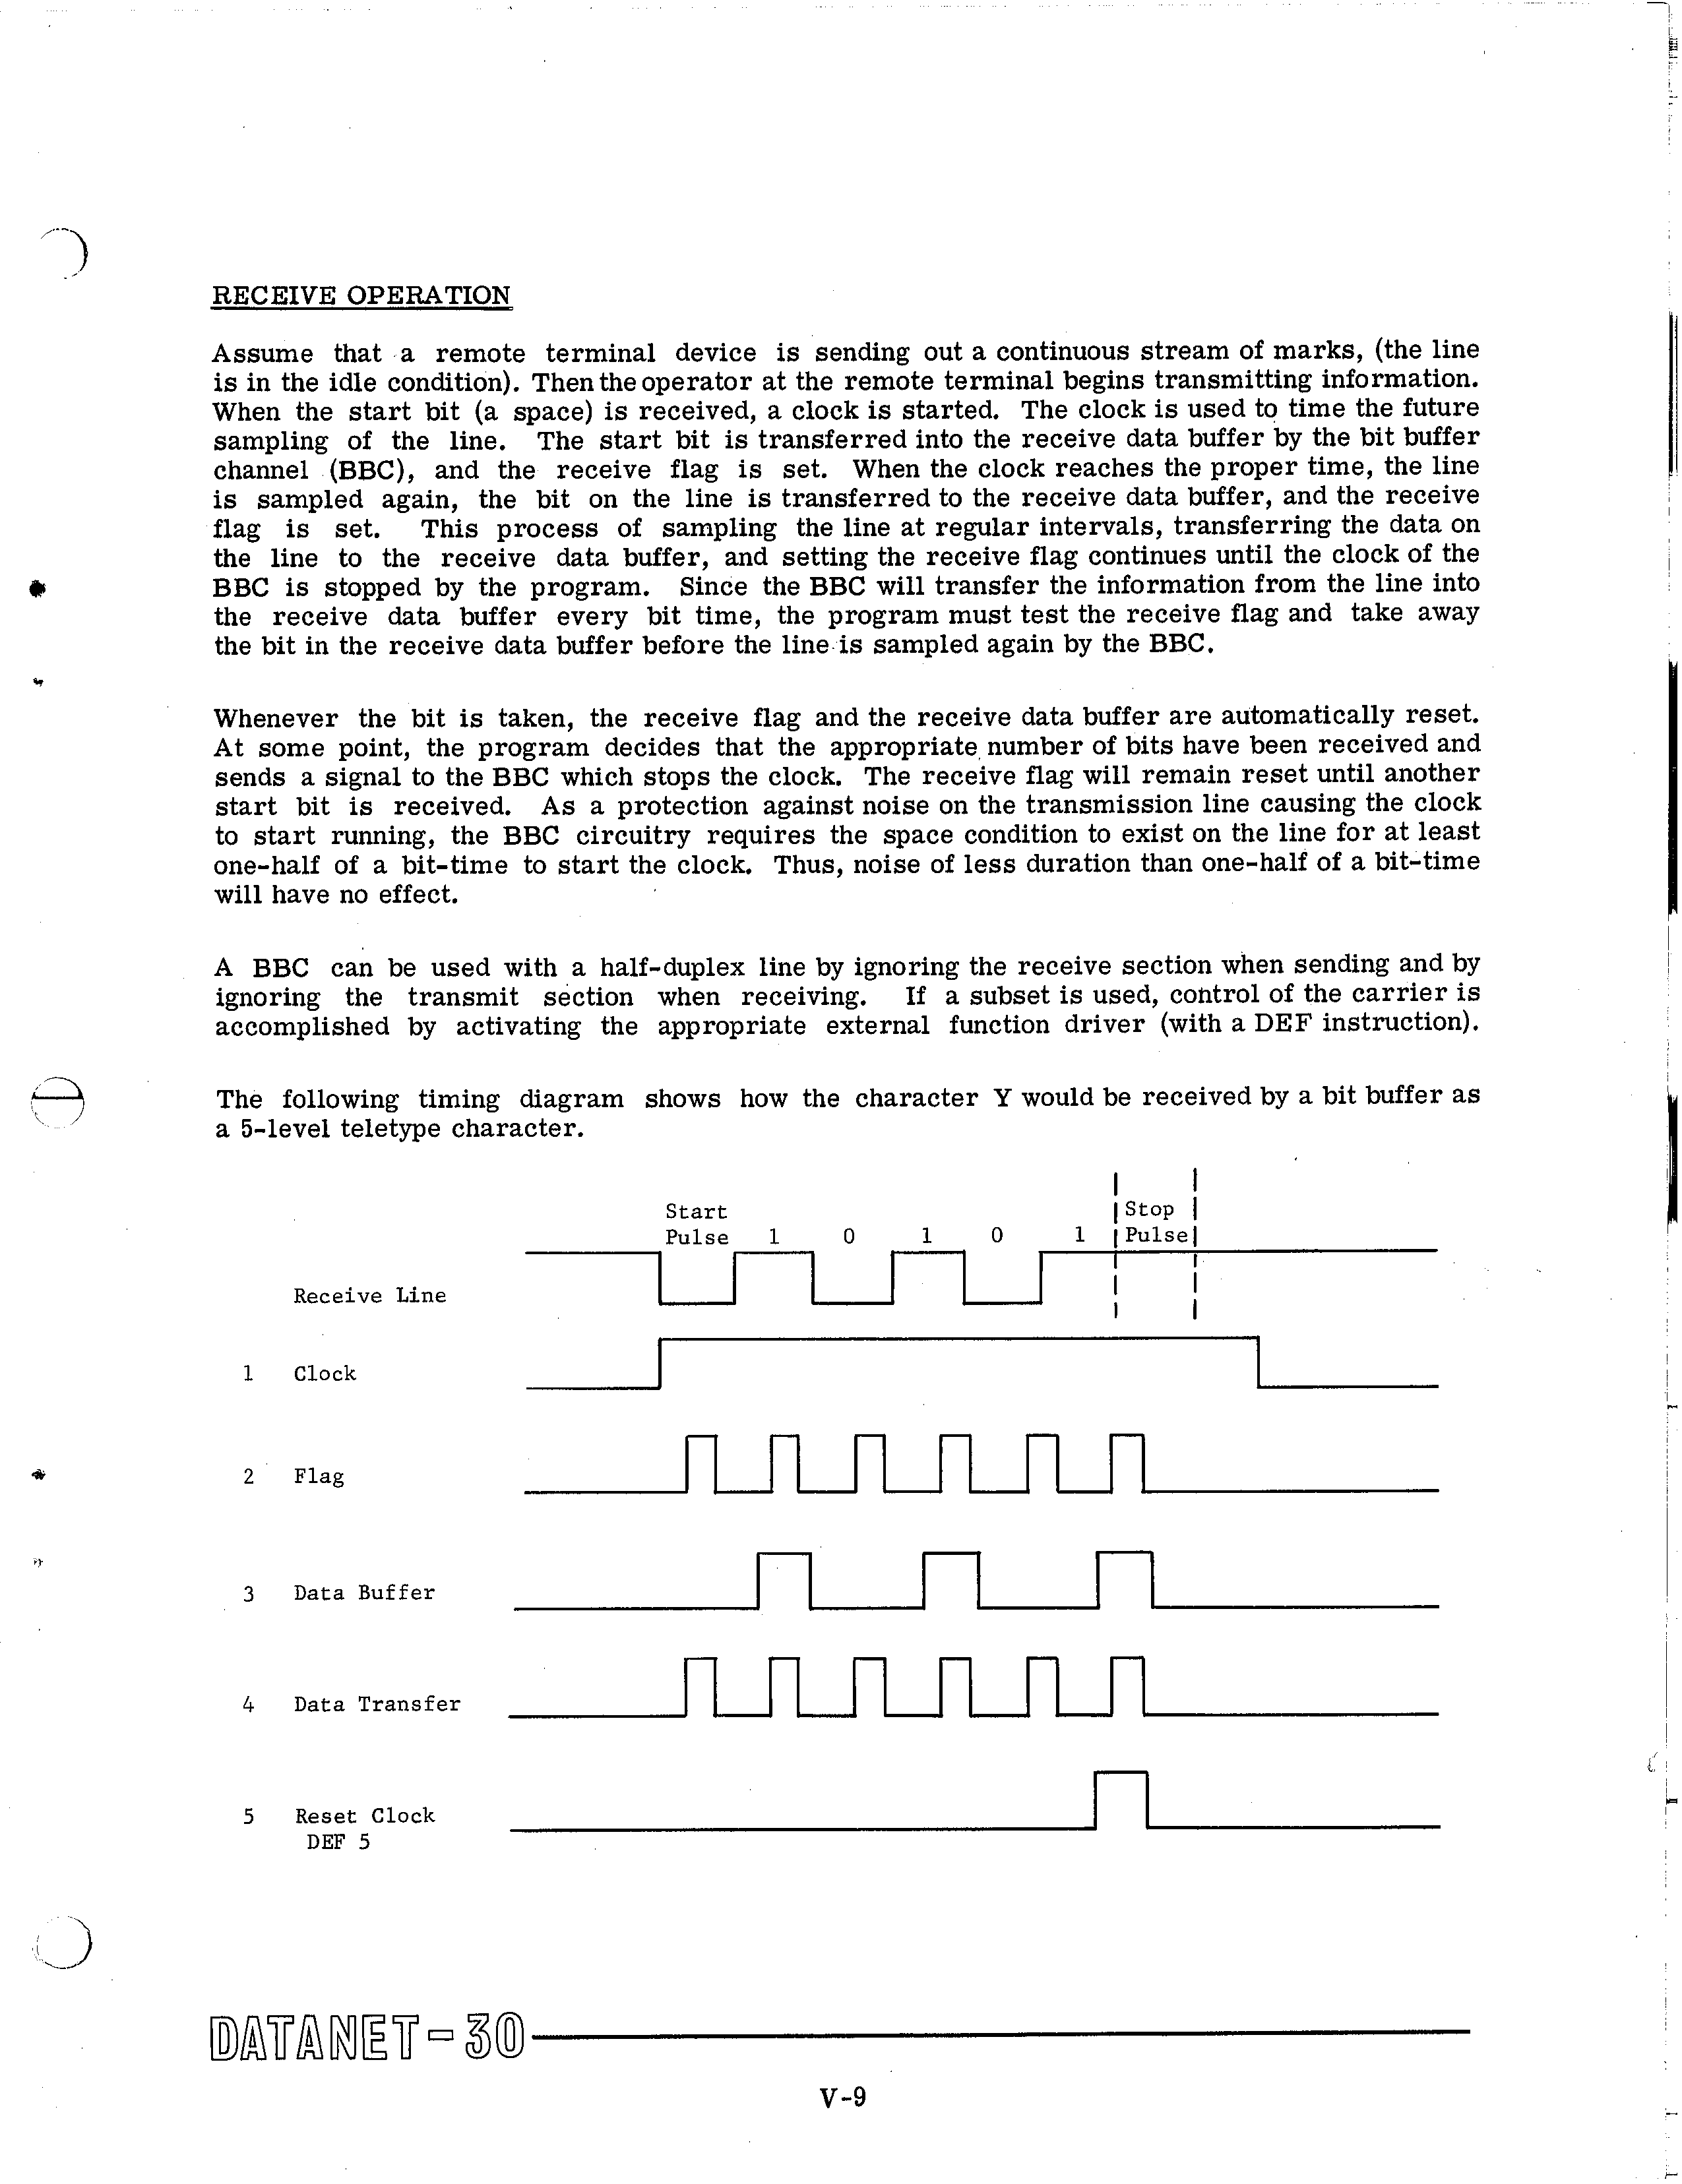 RECEIVE OPERATION
Assume that a remote terminal device is sending out a continuous stream of marks, (the line
is in the idle condition). Then the operator at the remote terminal begins transmitting information.
When the start bit (a space) is received, a clock is started. The clock is used to time the future
sampling of the line. The start bit is transferred into the receive data buffer by the bit buffer
channel (BBC), and the receive flag is set. When the clock reaches the proper time, the line
is sampled again, the bit on the line is transferred to the receive data buffer, and the receive
flag is set. This process of sampling the line at regular intervals, transferring the data on
the line to the receive data buffer, and setting the receive flag continues until the clock of the
BBC is stopped by the program. Since the BBC will transfer the information from the line into
the receive data buffer every bit time, the program must test the receive flag and take away
the bit in the receive data buffer before the line is sampled again by the BBC.
Whenever the bit is taken, the receive flag and the receive data buffer are automatically reset.
At some point, the program decides that the appropriate number of bits have been received and
sends a signal to the BBC which stops the clock. The receive flag will remain reset until another
start bit is received. As a protection against noise on the transmission line causing the clock
to start running, the BBC circuitry requires the space condition to exist on the line for at least
one-half of a bit-time to start the clock. Thus, noise of less duration than one-half of a bit-time
will have no effect.
A BBC can be used with a half-duplex line by ignoring the receive section when sending and by
ignoring the transmit section when receiving. If a subset is used, control of the carrier is
accomplished by activating the appropriate external function driver (with a DEF instruction).
The following timing diagram shows how the character Y would be received by a bit buffer as
a 5-level teletype character.
Start Stop
Pulse 1 0 1 0 1 Pulse
Receive Line
1 Clock
2 Flag
3 Data Buffer
4 Data Transfer
5 Reset Clock
DEF 5
DATANET-30
V-9